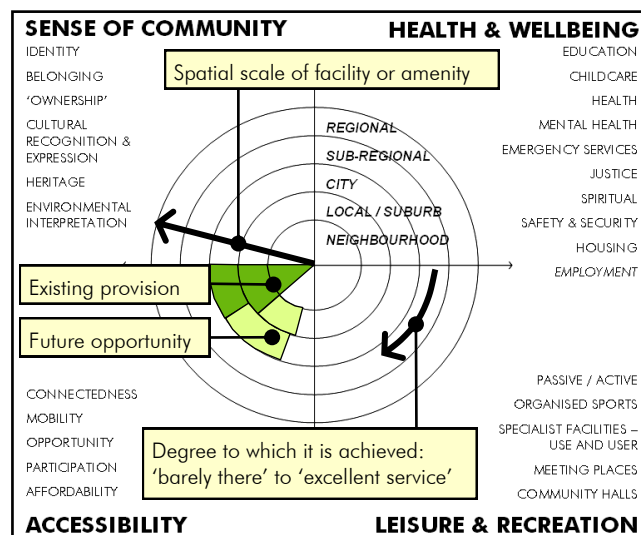 SENSE OF COMMUNITY
IDENTITY
BELONGING
‘OWNERSHIP’
CULTURAL
RECOGNITION &
EXPRESSION
HERITAGE
ENVIRONMENTAL
INTERPRETATION
HEALTH & WELLBEING
EDUCATION
CHILDCARE
HEALTH
MENTAL HEALTH
EMERGENCY SERVICES
JUSTICE
SPIRITUAL
SAFETY & SECURITY
HOUSING
EMPLOYMENT
Spatial scale of facility or amenity
REGIONAL
SUB-REGIONAL
CITY
LOCAL / SUBURB
NEIGHBOURHOOD
Existing provision
Future opportunity
Degree to which it is achieved:
‘barely there’ to ‘excellent service’
CONNECTEDNESS
MOBILITY
OPPORTUNITY
PARTICIPATION
AFFORDABILITY
ACCESSIBILITY
PASSIVE / ACTIVE
ORGANISED SPORTS
SPECIALIST FACILITIES –
USE AND USER
MEETING PLACES
COMMUNITY HALLS
LEISURE & RECREATION